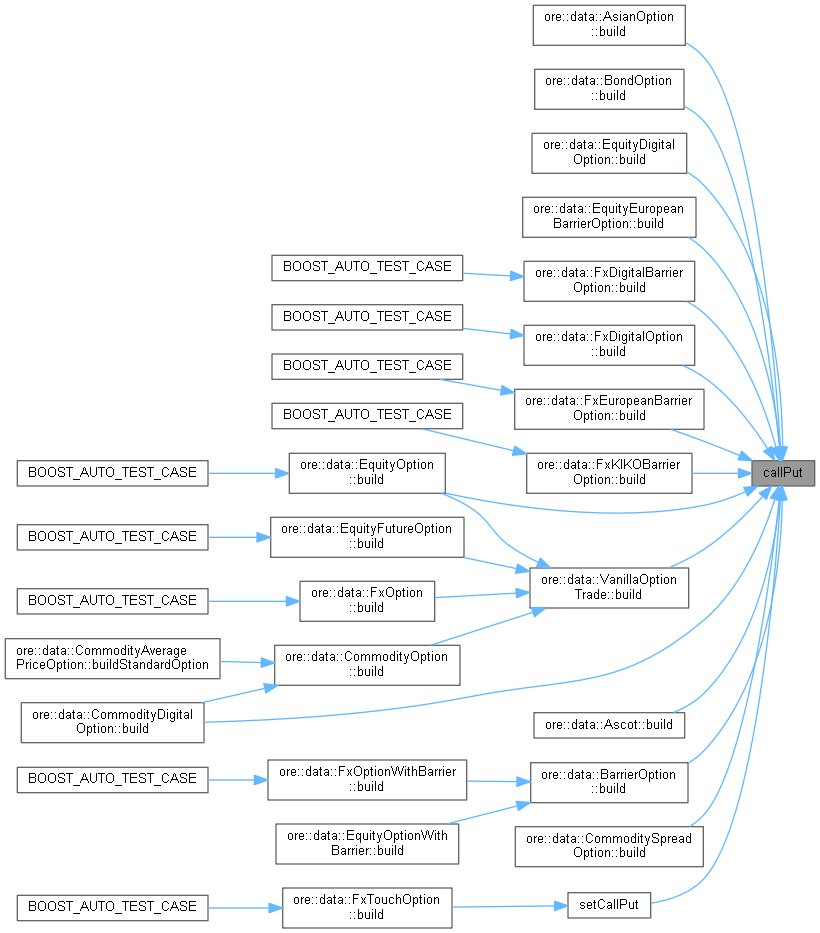 ore::data::AsianOption
::build
ore::data::BondOption
::build
ore::data::EquityDigital
Option::build
ore::data::EquityEuropean
BarrierOption::build
BOOST_AUTO_TEST_CASE
ore::data::FxDigitalBarrier
Option::build
BOOST_AUTO_TEST_CASE
ore::data::FxDigitalOption
::build
BOOST_AUTO_TEST_CASE
ore::data::FxEuropeanBarrier
Option::build
BOOST_AUTO_TEST_CASE
ore::data::FxKIKOBarrier
Option::build
callPut
BOOST_AUTO_TEST_CASE
ore::data::EquityOption
::build
BOOST_AUTO_TEST_CASE
ore::data::EquityFutureOption
::build
BOOST_AUTO_TEST_CASE
ore::data::FxOption
::build
ore::data::VanillaOption
Trade::build
ore::data::CommodityAverage
PriceOption::buildStandardOption
ore::data::CommodityOption
::build
ore::data::CommodityDigital
Option::build
ore::data::Ascot::build
BOOST_AUTO_TEST_CASE
ore::data::FxOptionWithBarrier
::build
ore::data::BarrierOption
::build
ore::data::EquityOptionWith
Barrier::build
ore::data::CommoditySpread
Option::build
BOOST_AUTO_TEST_CASE
ore::data::FxTouchOption
::build
setCallPut